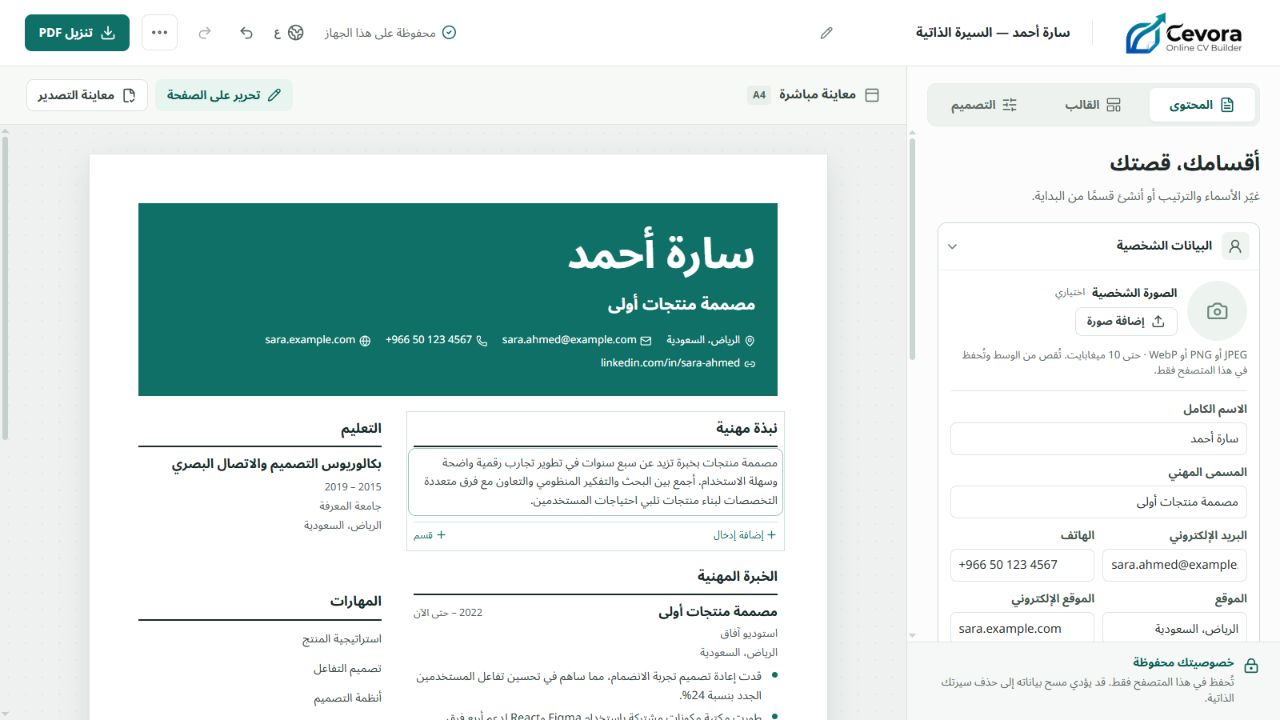 Cevora
Online CV Builder
سارة أحمد — السيرة الذاتية
محفوظة على هذا الجهاز
ع
تنزيل PDF
المحتوى
القالب
التصميم
أقسامك، قصتك
غيّر الأسماء والترتيب أو أنشئ قسمًا من البداية.
البيانات الشخصية
الصورة الشخصية اختياري
إضافة صورة
JPEG أو PNG أو WebP · حتى 10 ميغابايت. تُقص من الوسط وتُحفظ
في هذا المتصفح فقط.
الاسم الكامل
سارة أحمد
المسمى المهني
مصممة منتجات أولى
البريد الإلكتروني
الهاتف
sara.ahmed@example.
+966 50 123 4567
الموقع
الموقع الإلكتروني
الرياض، السعودية
sara.example.com
خصوصيتك محفوظة
تُحفظ في هذا المتصفح فقط. قد يؤدي مسح بياناته إلى حذف سيرتك
الذاتية.
معاينة مباشرة A4
تحرير على الصفحة
معاينة التصدير
سارة أحمد
مصممة منتجات أولى
الرياض، السعودية sara.ahmed@example.com +966 50 123 4567 sara.example.com
linkedin.com/in/sara-ahmed
نبذة مهنية
مصممة منتجات بخبرة تزيد عن سبع سنوات في تطوير تجارب رقمية واضحة
وسهلة الاستخدام. أجمع بين البحث والتفكير المنظومي والتعاون مع فرق متعددة
التخصصات لبناء منتجات تلبي احتياجات المستخدمين.
+ إضافة إدخال
+ قسم
الخبرة المهنية
مصممة منتجات أولى
2022 – حتى الآن
استوديو آفاق
الرياض، السعودية
قدت إعادة تصميم تجربة الانضمام، مما ساهم في تحسين تفاعل المستخدمين
الجدد بنسبة 24%.
طورت مكتبة مكونات مشتركة باستخدام Figma وReact لدعم أربع فرق
التعليم
بكالوريوس التصميم والاتصال البصري
2015 – 2019
جامعة المعرفة
الرياض، السعودية
المهارات
استراتيجية المنتج
تصميم التفاعل
أنظمة التصميم